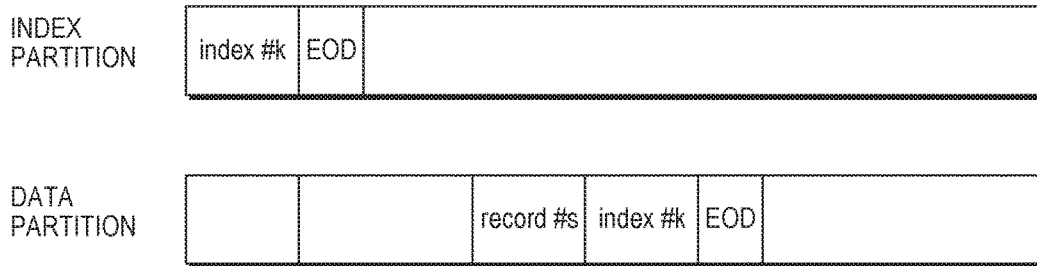 INDEX
PARTITION
index #k EOD
DATA
PARTITION
record #s index #k EOD